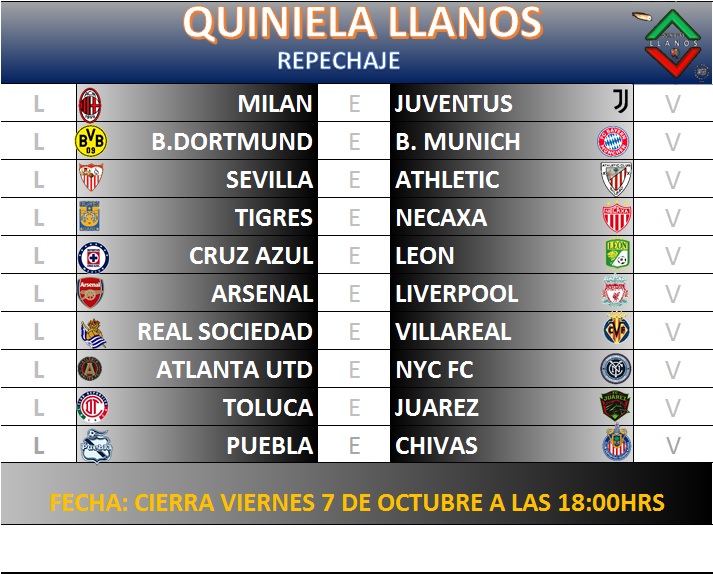 QUINIELA LLANOS
REPECHAJE
LLANOS
L MILAN E JUVENTUS V
L B.DORTMUND E B. MUNICH V
L SEVILLA E ATHLETIC V
L TIGRES E NECAXA V
L CRUZ AZUL E LEON V
L ARSENAL E LIVERPOOL V
L REAL SOCIEDAD E VILLAREAL V
L ATLANTA UTD E NYC FC V
L TOLUCA E JUAREZ V
L PUEBLA E CHIVAS V
FECHA: CIERRA VIERNES 7 DE OCTUBRE A LAS 18:00HRS